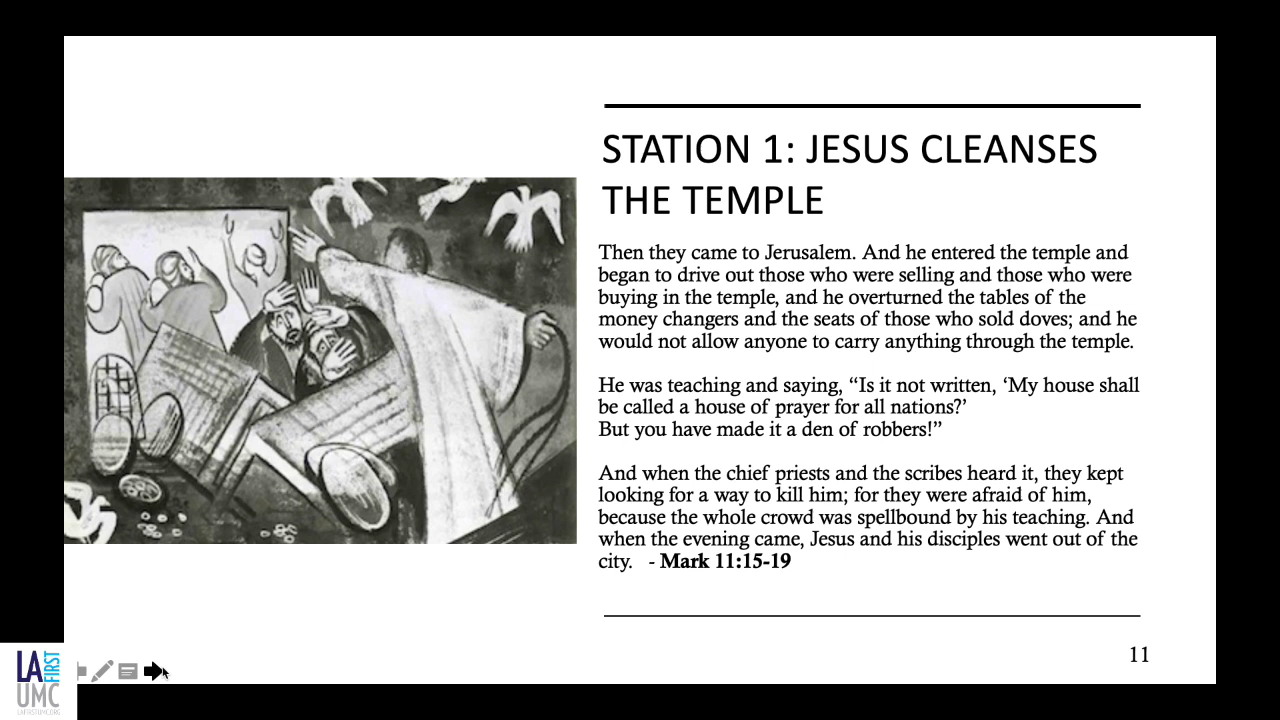 STATION 1: JESUS CLEANSES
THE TEMPLE
Then they came to Jerusalem. And he entered the temple and
began to drive out those who were selling and those who were
buying in the temple, and he overturned the tables of the
money changers and the seats of those who sold doves; and he
would not allow anyone to carry anything through the temple.
He was teaching and saying, “Is it not written, ‘My house shall
be called a house of prayer for all nations?’
But you have made it a den of robbers!”
And when the chief priests and the scribes heard it, they kept
looking for a way to kill him; for they were afraid of him,
because the whole crowd was spellbound by his teaching. And
when the evening came, Jesus and his disciples went out of the
city. - Mark 11:15-19
11
LA FIRST
UMC
LAFIRSTUMC.ORG